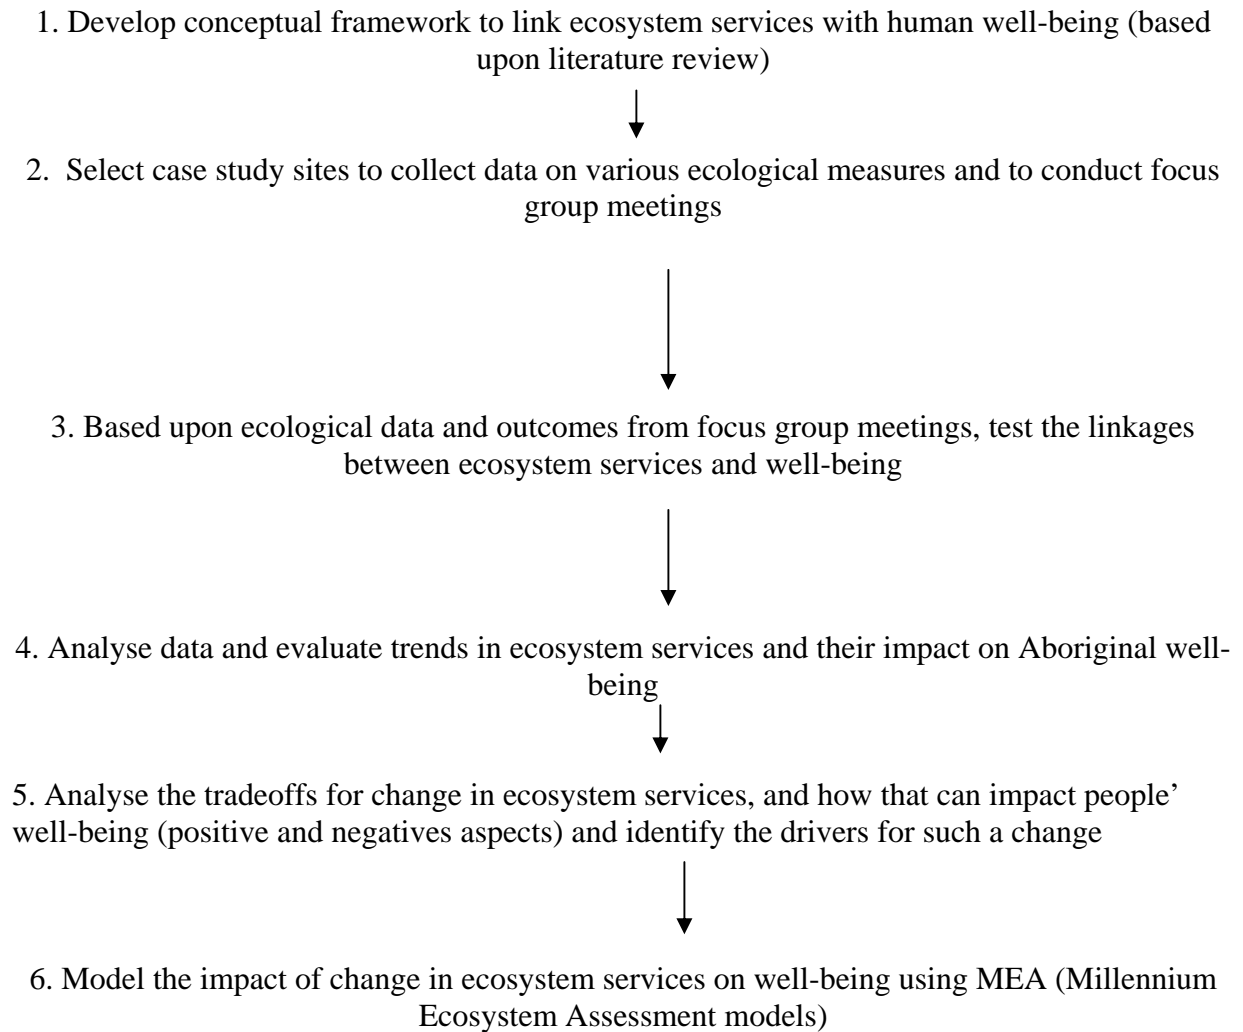 1. Develop conceptual framework to link ecosystem services with human well-being (based
upon literature review)
2. Select case study sites to collect data on various ecological measures and to conduct focus
group meetings
3. Based upon ecological data and outcomes from focus group meetings, test the linkages
between ecosystem services and well-being
4. Analyse data and evaluate trends in ecosystem services and their impact on Aboriginal well-
being
5. Analyse the tradeoffs for change in ecosystem services, and how that can impact people’
well-being (positive and negatives aspects) and identify the drivers for such a change
6. Model the impact of change in ecosystem services on well-being using MEA (Millennium
Ecosystem Assessment models)